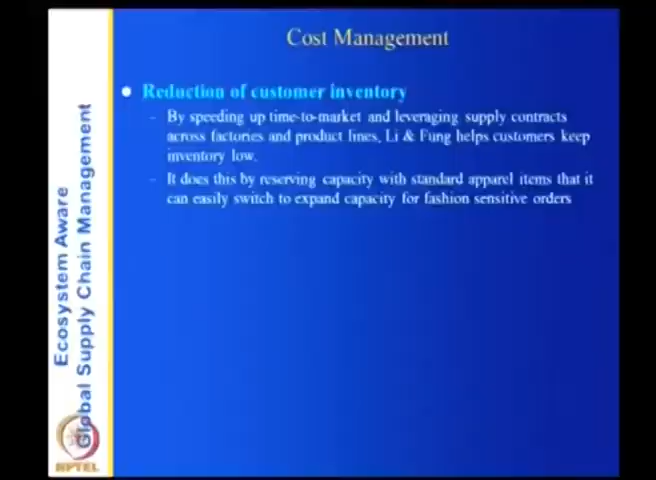 Cost Management
Reduction of customer inventory
- By speeding up time-to-market and leveraging supply contracts
across factories and product lines, Li & Fung helps customers keep
inventory low.
- It does this by reserving capacity with standard apparel items that it
can easily switch to expand capacity for fashion sensitive orders
Ecosystem Aware
Global Supply Chain Management
NPTEL